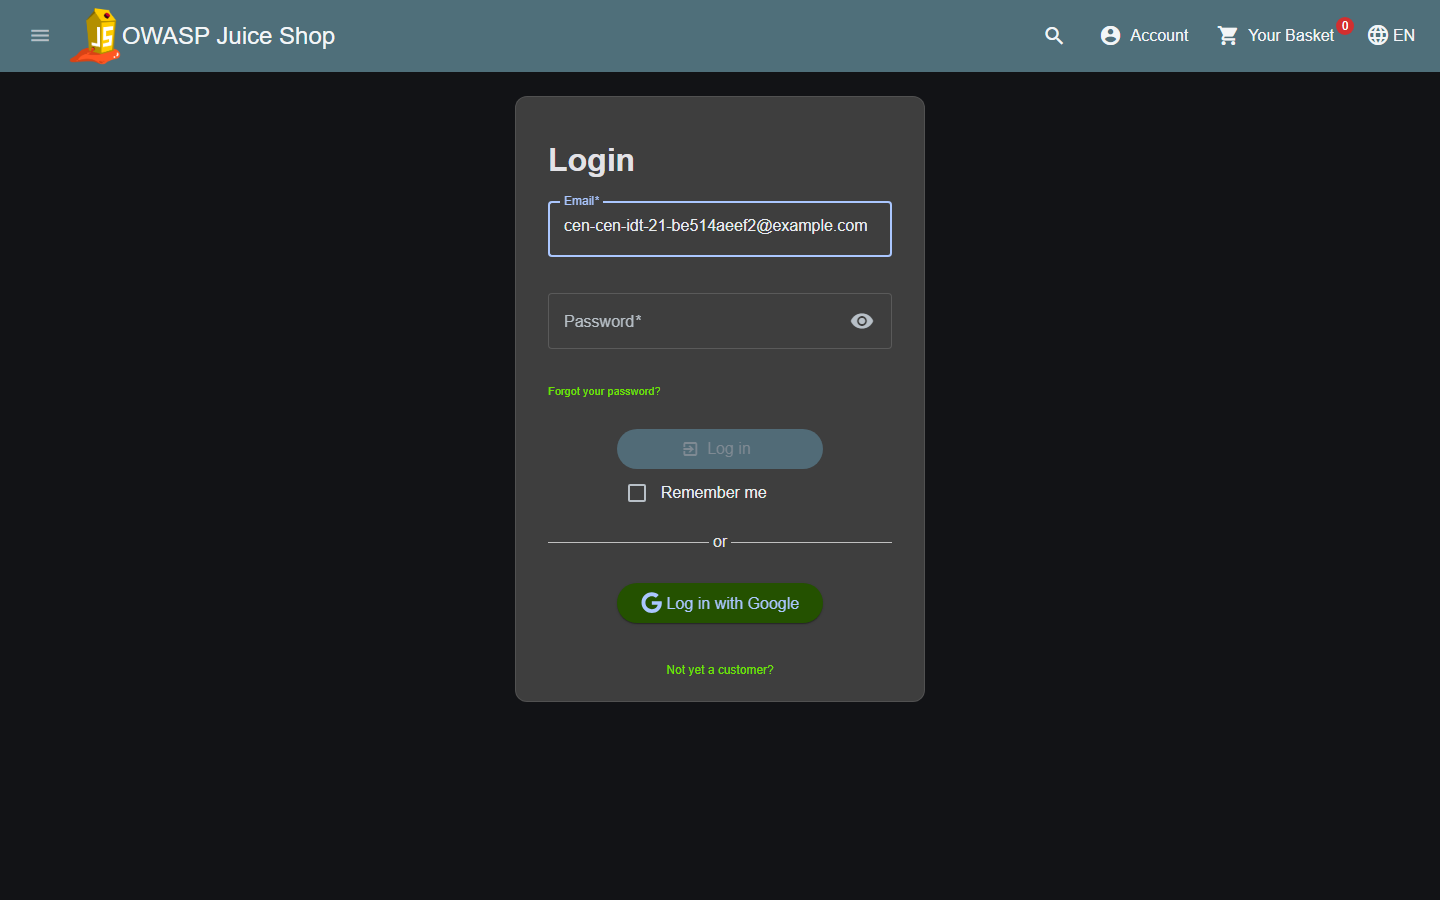 OWASP Juice Shop
Account
Your Basket
0
EN
Login
Email*
cen-cen-idt-21-be514aeef2@example.com
Password*
Forgot your password?
Log in
Remember me
or
Log in with Google
Not yet a customer?